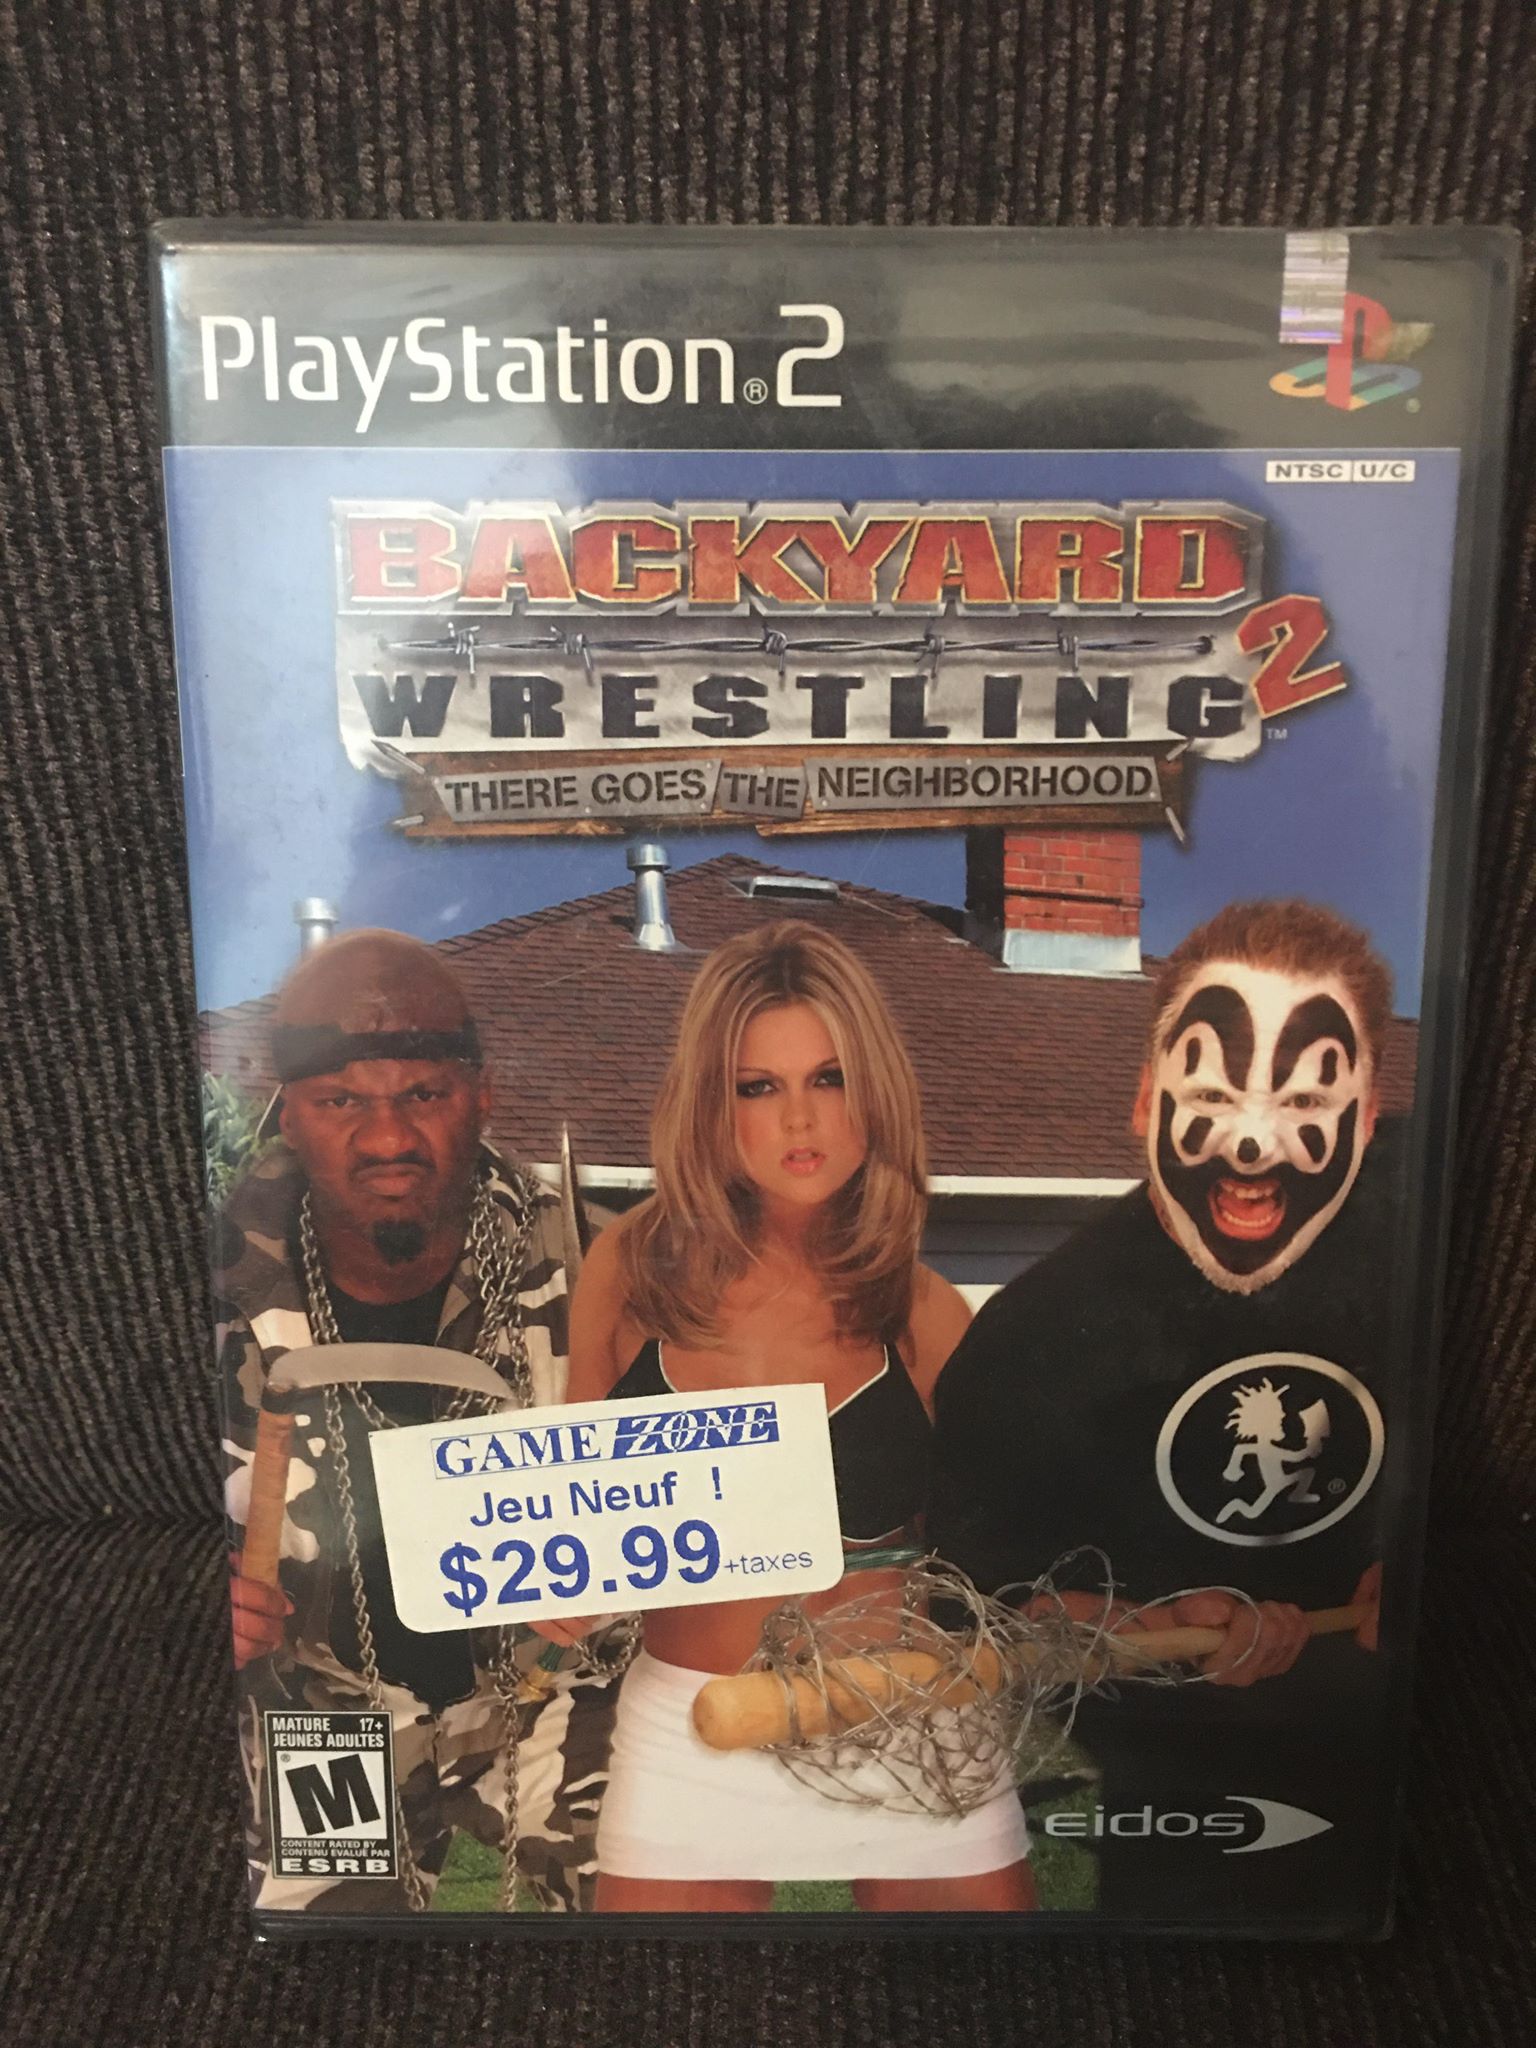 PlayStation®2
NTSC U/C
BACKYARD
WRESTLING 2 ™
THERE GOES THE NEIGHBORHOOD
GAME ZONE
Jeu Neuf !
$29.99 +taxes
MATURE 17+
JEUNES ADULTES
M ®
CONTENT RATED BY
CONTENU ÉVALUÉ PAR
ESRB
®
eidos